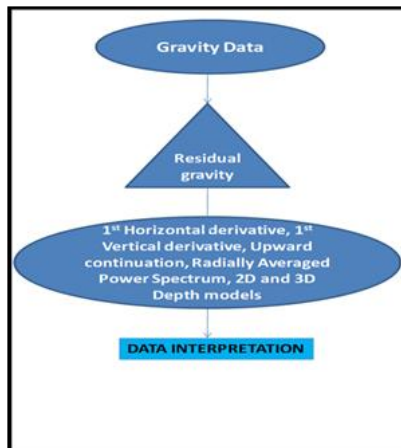 Gravity Data
Residual
gravity
1st Horizontal derivative, 1st
Vertical derivative, Upward
continuation, Radially Averaged
Power Spectrum, 2D and 3D
Depth models
DATA INTERPRETATION